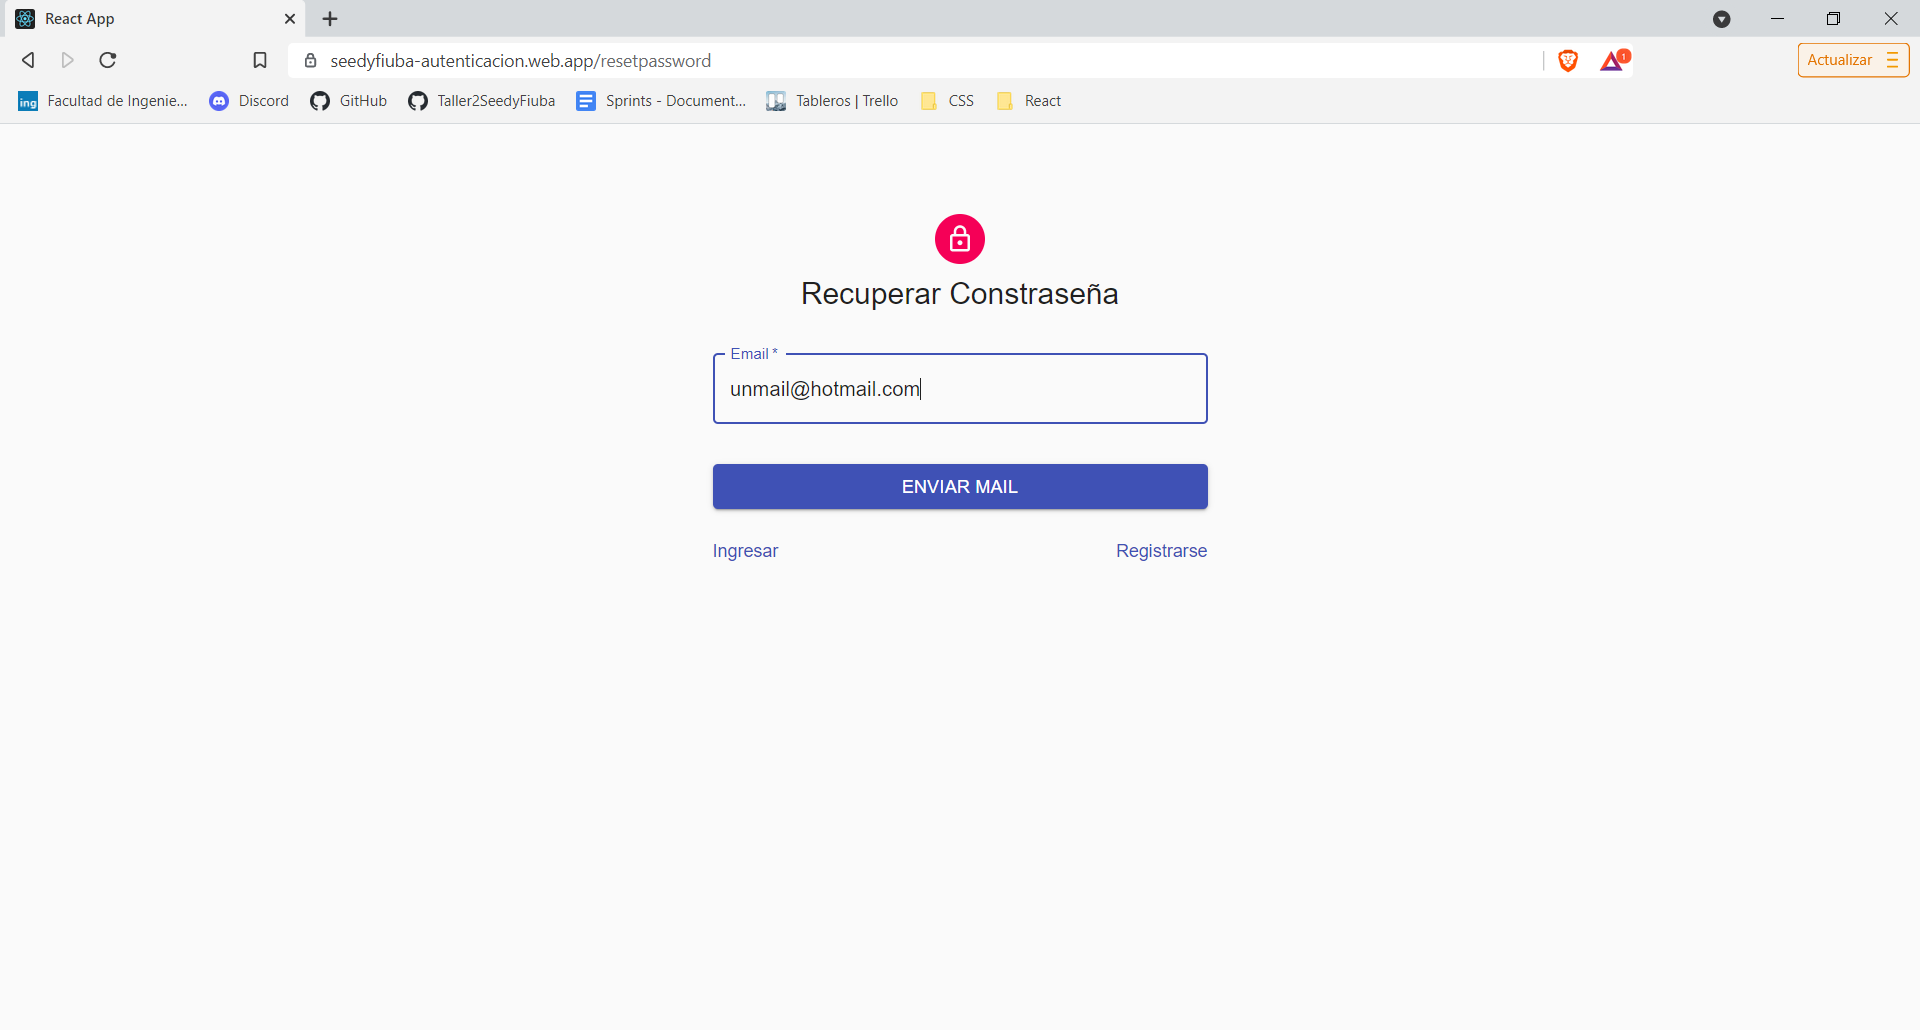 React App
seedyfiuba-autenticacion.web.app/resetpassword
1
Actualizar
ing Facultad de Ingenie... Discord GitHub Taller2SeedyFiuba Sprints - Document... Tableros | Trello CSS React
Recuperar Constraseña
Email *
unmail@hotmail.com
ENVIAR MAIL
Ingresar Registrarse